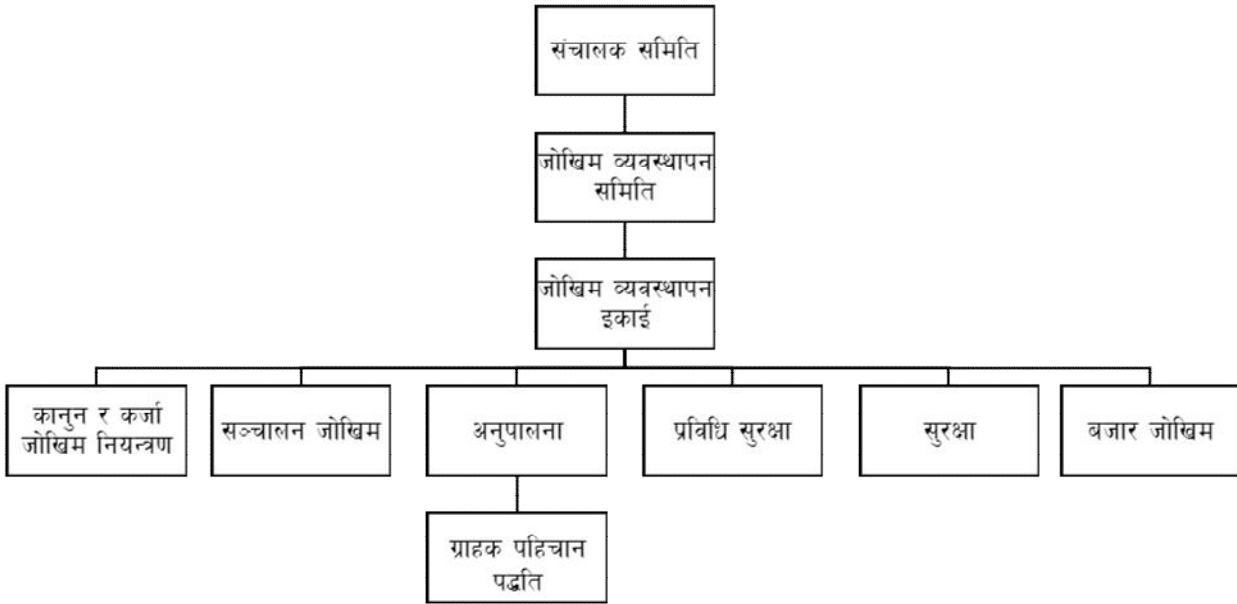 संचालक समिति
जोखिम व्यवस्थापन
समिति
जोखिम व्यवस्थापन
इकाई
कानुन र कर्जा
जोखिम नियन्त्रण
सञ्चालन जोखिम
अनुपालना
प्रविधि सुरक्षा
सुरक्षा
बजार जोखिम
ग्राहक पहिचान
पद्धति